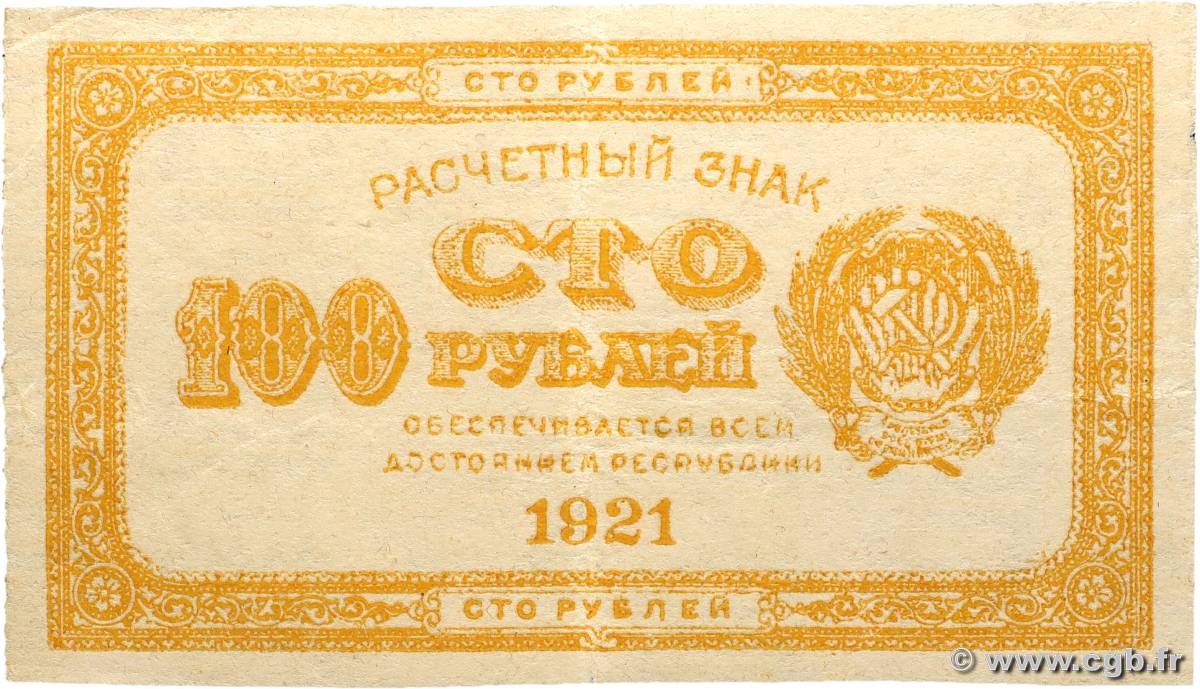 СТО РУБЛЕЙ
РАСЧЕТНЫЙ ЗНАК
100
СТО
РУБЛЕЙ
ОБЕСПЕЧИВАЕТСЯ ВСЕМ
ДОСТОЯНИЕМ РЕСПУБЛИКИ
1921
СТО РУБЛЕЙ
© www.cgb.fr